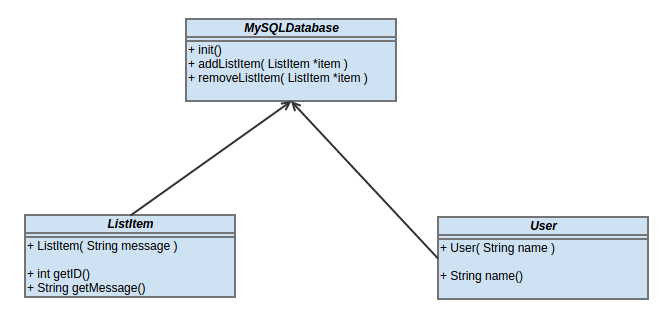 MySQLDatabase
+ init()
+ addListItem( ListItem *item )
+ removeListItem( ListItem *item )
ListItem
+ ListItem( String message )
+ int getID()
+ String getMessage()
User
+ User( String name )
+ String name()